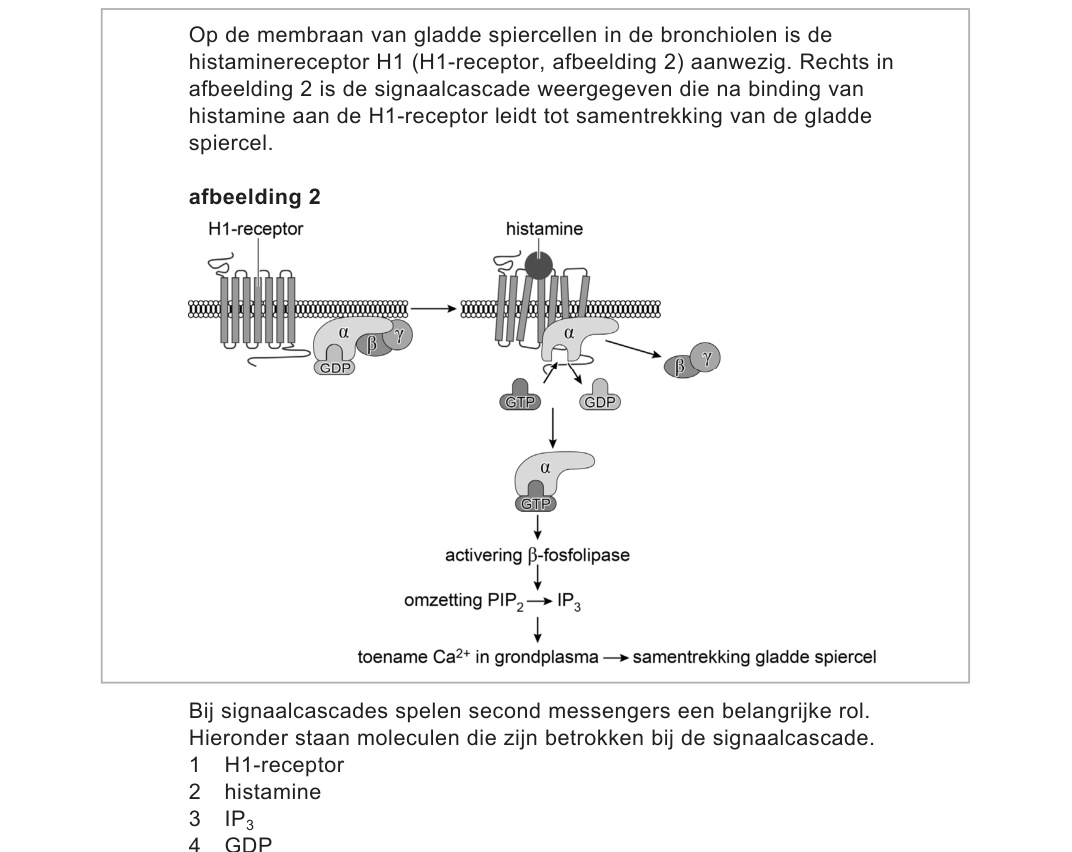 Op de membraan van gladde spiercellen in de bronchiolen is de
histaminereceptor H1 (H1-receptor, afbeelding 2) aanwezig. Rechts in
afbeelding 2 is de signaalcascade weergegeven die na binding van
histamine aan de H1-receptor leidt tot samentrekking van de gladde
spiercel.
afbeelding 2
H1-receptor
histamine
α
β
γ
GDP
α
β
γ
GTP
GDP
α
GTP
activering β-fosfolipase
omzetting PIP₂ → IP₃
toename Ca²⁺ in grondplasma → samentrekking gladde spiercel
Bij signaalcascades spelen second messengers een belangrijke rol.
Hieronder staan moleculen die zijn betrokken bij de signaalcascade.
1 H1-receptor
2 histamine
3 IP₃
4 GDP